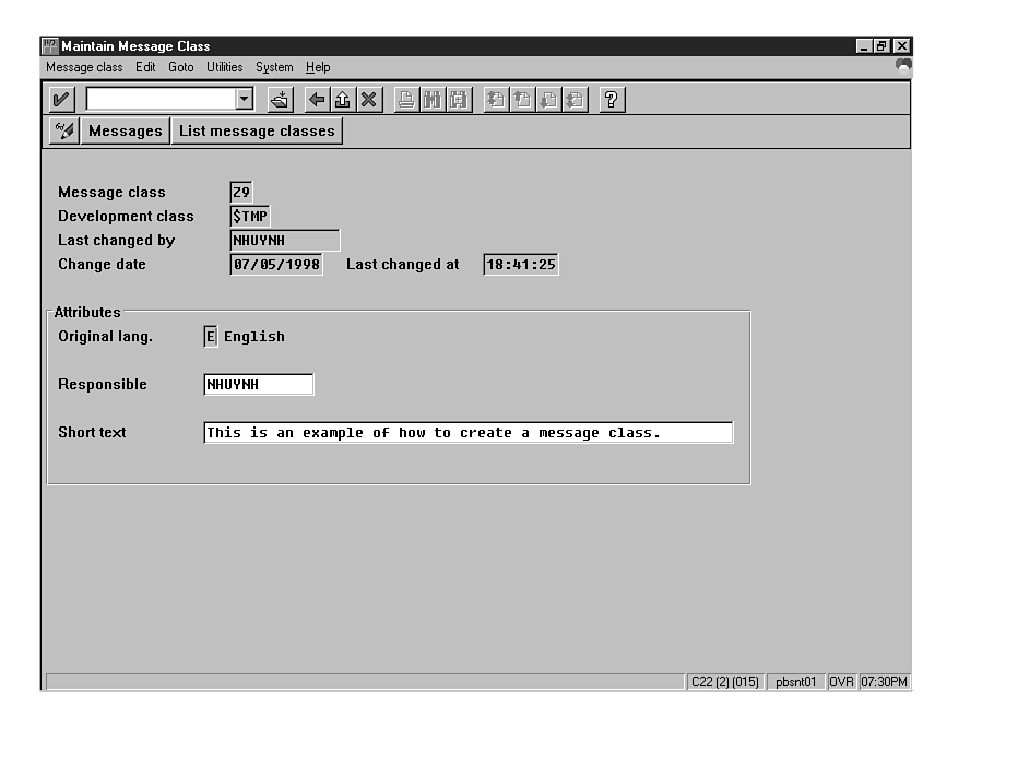 Maintain Message Class
Message class Edit Goto Utilities System Help
Messages List message classes
Message class Z9
Development class $TMP
Last changed by NHUYNH
Change date 07/05/1998 Last changed at 18:41:25
Attributes
Original lang. E English
Responsible NHUYNH
Short text This is an example of how to create a message class.
C22 (2) (015) pbsnt01 OVR 07:30PM